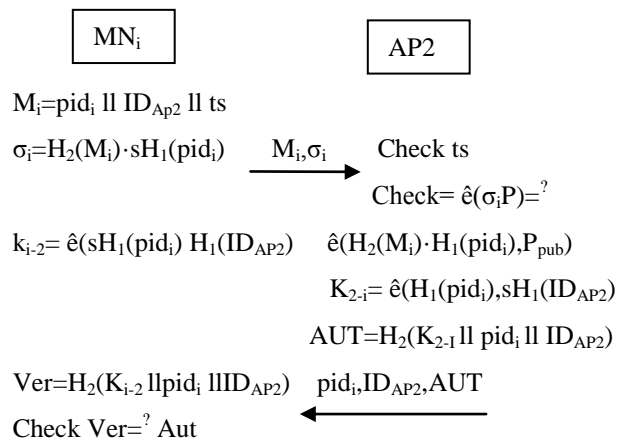 MNi AP2
Mi=pidi ll IDAp2 ll ts
σi=H2(Mi)·sH1(pidi) Mi,σi Check ts
Check= ê(σiP)=?
ki-2= ê(sH1(pidi) H1(IDAP2) ê(H2(Mi)·H1(pidi),Ppub)
K2-i= ê(H1(pidi),sH1(IDAP2)
AUT=H2(K2-I ll pidi ll IDAP2)
Ver=H2(Ki-2 llpidi llIDAP2) pidi,IDAP2,AUT
Check Ver=? Aut